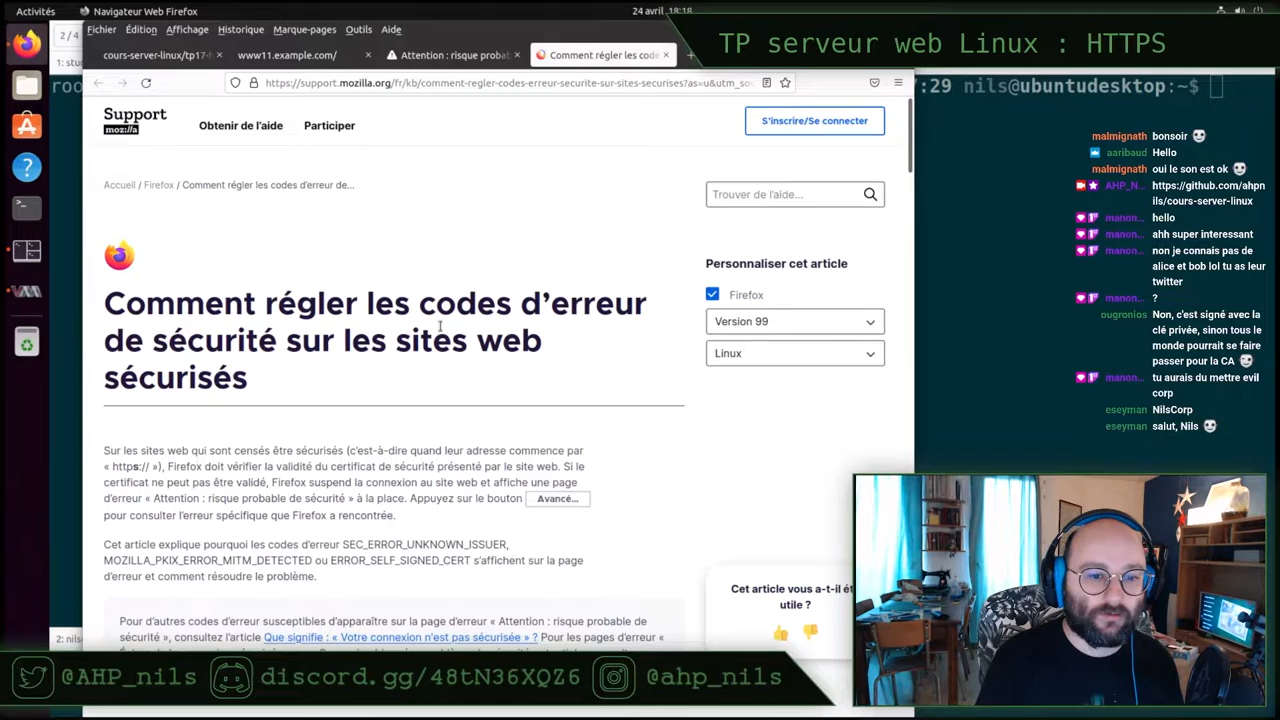 Activités
Navigateur Web Firefox
24 avril 18:18
TP serveur web Linux : HTTPS
Fichier Édition Affichage Historique Marque-pages Outils Aide
2 / 4
cours-server-linux/tp17-
www11.example.com/
Attention : risque probab
Comment régler les code
1: stu
roo
https://support.mozilla.org/fr/kb/comment-regler-codes-erreur-securite-sur-sites-securises?as=u&utm_so
7:29 nils@ubuntudesktop:~$
Support
moz://a
Obtenir de l'aide
Participer
S'inscrire/Se connecter
Accueil / Firefox / Comment régler les codes d'erreur de...
Trouver de l'aide...
Comment régler les codes d'erreur
de sécurité sur les sites web
sécurisés
Personnaliser cet article
Firefox
Version 99
Linux
Sur les sites web qui sont censés être sécurisés (c'est-à-dire quand leur adresse commence par
« https:// »), Firefox doit vérifier la validité du certificat de sécurité présenté par le site web. Si le
certificat ne peut pas être validé, Firefox suspend la connexion au site web et affiche une page
d'erreur « Attention : risque probable de sécurité » à la place. Appuyez sur le bouton Avancé...
pour consulter l'erreur spécifique que Firefox a rencontrée.
Cet article explique pourquoi les codes d'erreur SEC_ERROR_UNKNOWN_ISSUER,
MOZILLA_PKIX_ERROR_MITM_DETECTED ou ERROR_SELF_SIGNED_CERT s'affichent sur la page
d'erreur et comment résoudre le problème.
Pour d'autres codes d'erreur susceptibles d'apparaître sur la page d'erreur « Attention : risque probable de
sécurité », consultez l'article Que signifie : « Votre connexion n'est pas sécurisée » ? Pour les pages d'erreur «
Cet article vous a-t-il ét
utile ?
2: nils
malmignath bonsoir
aaribaud Hello
malmignath oui le son est ok
AHP_N... https://github.com/ahpn
ils/cours-server-linux
manon... hello
manon... ahh super interessant
manon... non je connais pas de
alice et bob lol tu as leur
twitter
manon... ?
ougronios Non, c'est signé avec la
clé privée, sinon tous le
monde pourrait se faire
passer pour la CA
manon... tu aurais du mettre evil
corp
eseyman NilsCorp
eseyman salut, Nils
@AHP_nils
discord.gg/48tN36XQZ6
@ahp_nils